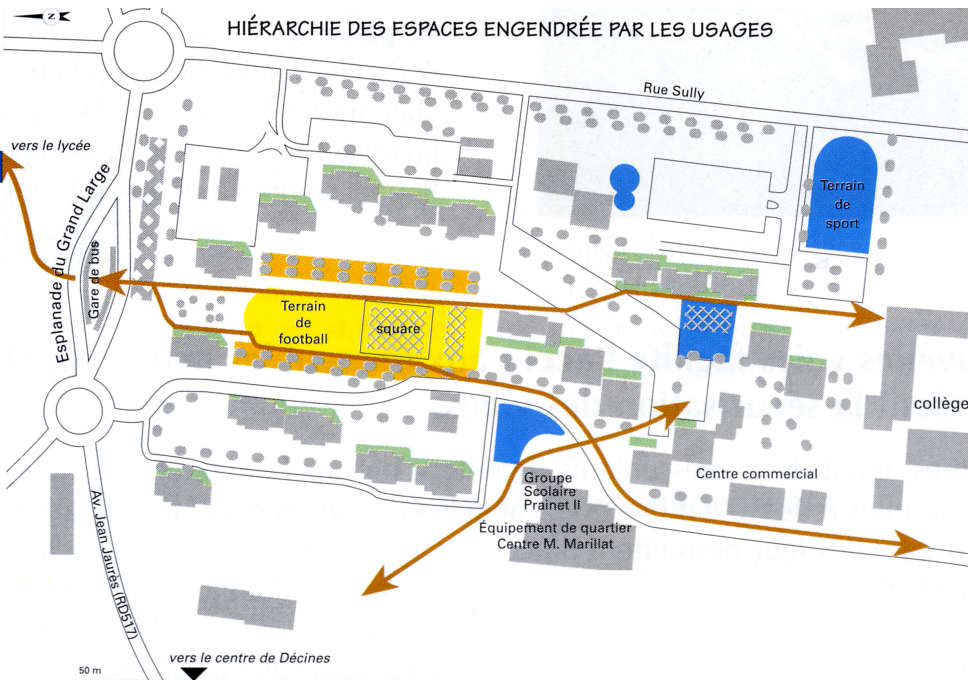 N
HIÉRARCHIE DES ESPACES ENGENDRÉE PAR LES USAGES
Rue Sully
vers le lycée
Esplanade du Grand Large
Gare de bus
Terrain
de
sport
Terrain
de
football
square
collège
Centre commercial
Groupe
Scolaire
Prainet II
Équipement de quartier
Centre M. Marillat
Av. Jean Jaurès (RD517)
vers le centre de Décines
50 m